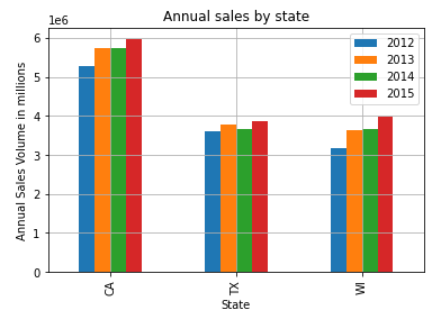 Annual sales by state
1e6
6
5
4
3
2
1
0
Annual Sales Volume in millions
2012
2013
2014
2015
CA
TX
WI
State